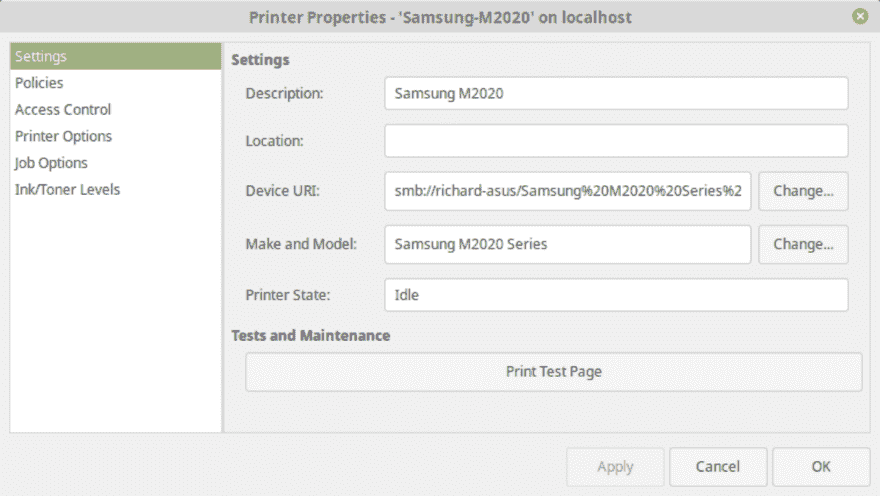 Printer Properties - 'Samsung-M2020' on localhost
Settings
Policies
Access Control
Printer Options
Job Options
Ink/Toner Levels
Settings
Description: Samsung M2020
Location:
Device URI: smb://richard-asus/Samsung%20M2020%20Series%2 Change...
Make and Model: Samsung M2020 Series Change...
Printer State: Idle
Tests and Maintenance
Print Test Page
Apply Cancel OK